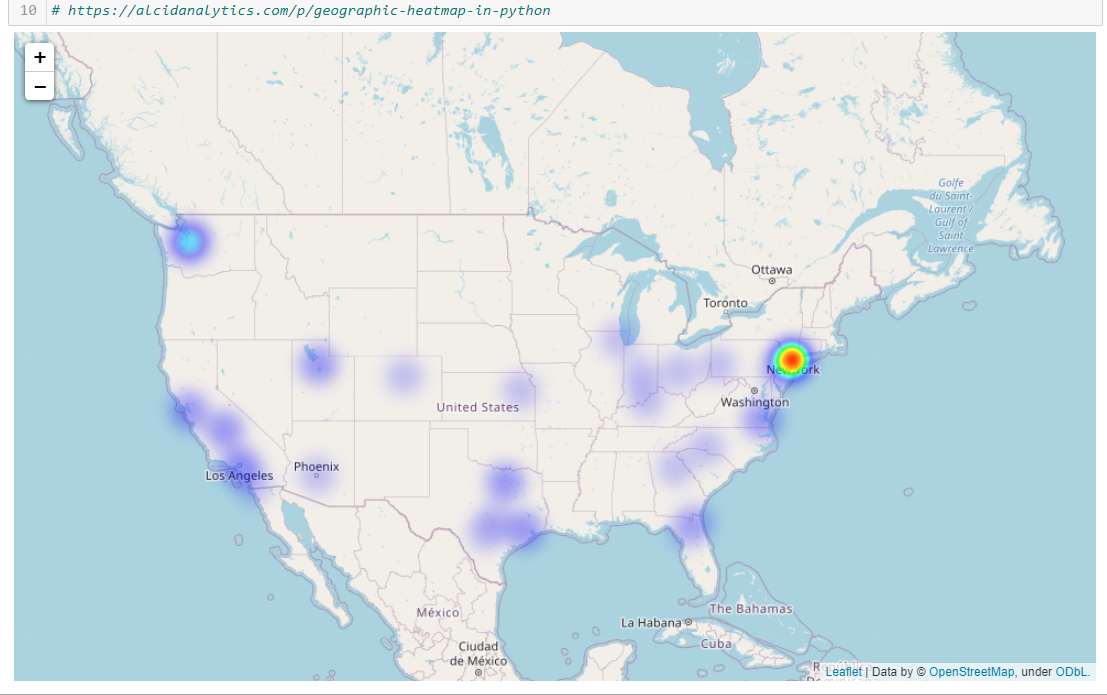 10 # https://alcidanalytics.com/p/geographic-heatmap-in-python
+
−
Golfe
du Saint-
Laurent /
Gulf of
Saint
Lawrence
Ottawa
Toronto
New York
Washington
United States
Phoenix
Los Angeles
México
La Habana
The Bahamas
Cuba
Ciudad
de México
República
Dominicana
Leaflet | Data by © OpenStreetMap, under ODbL.